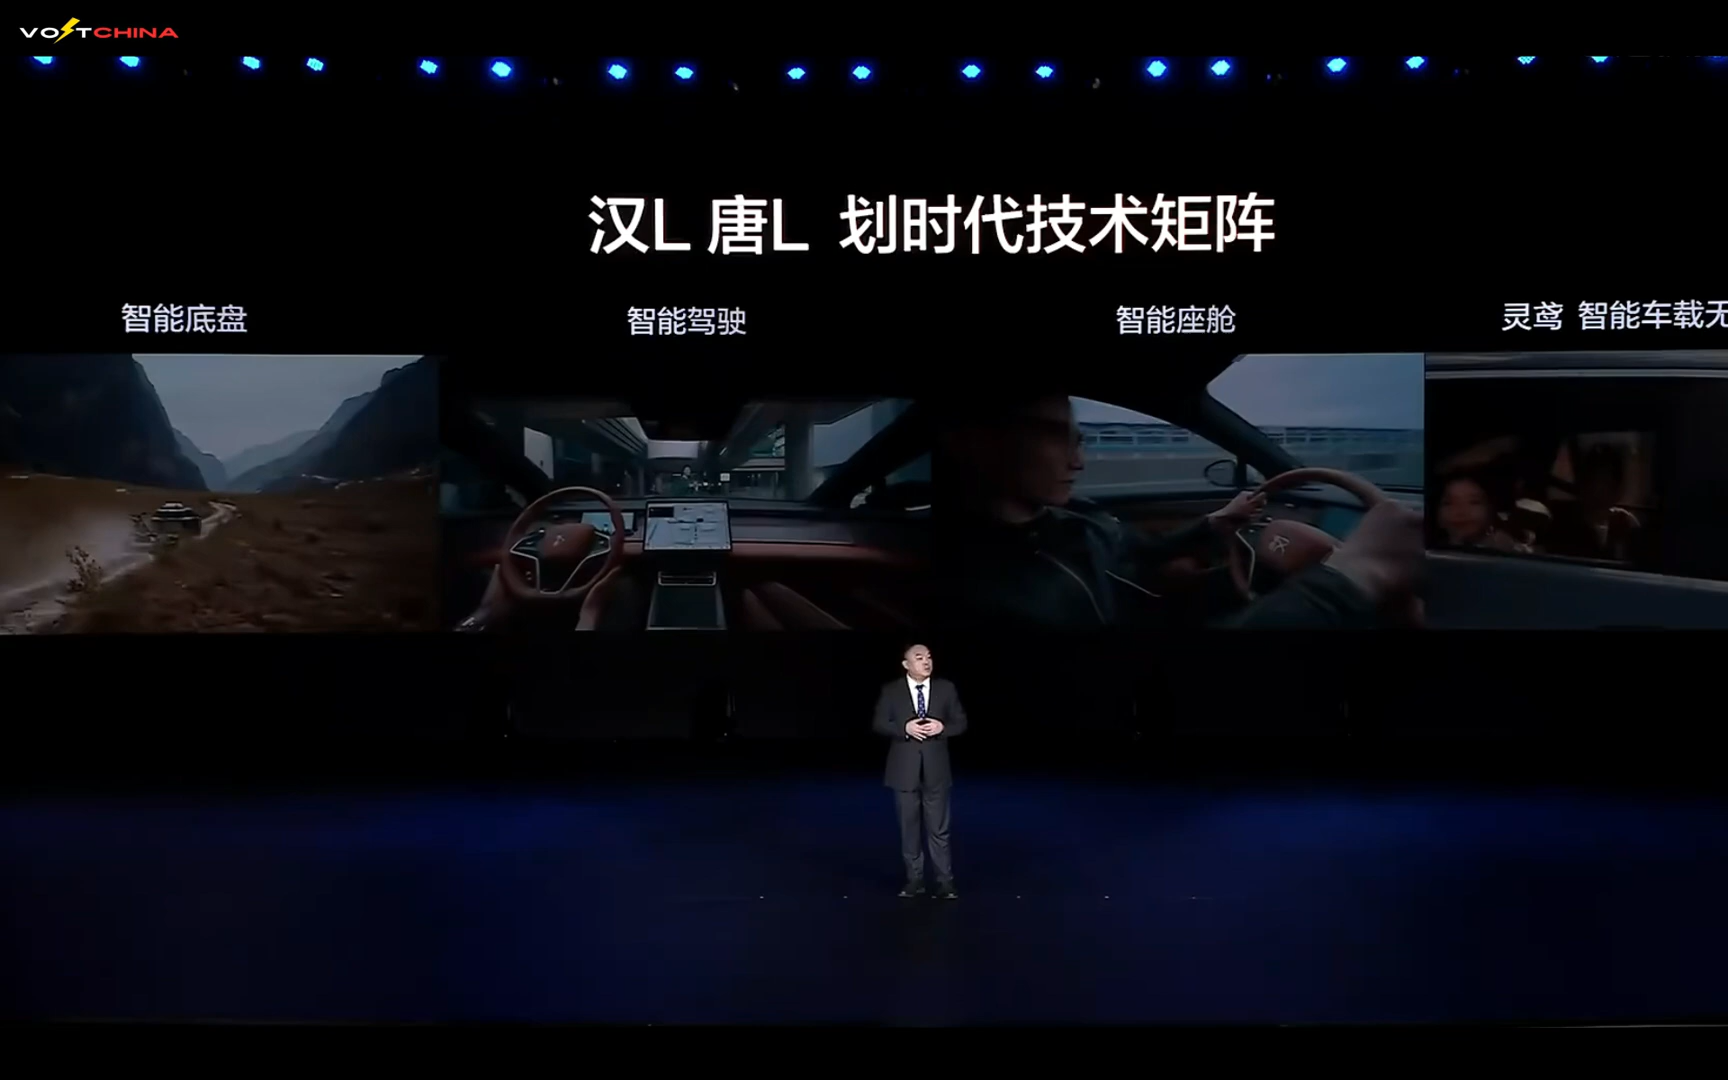 VOLTCHINA
汉L 唐L 划时代技术矩阵
智能底盘
智能驾驶
智能座舱
灵鸢 智能车载无